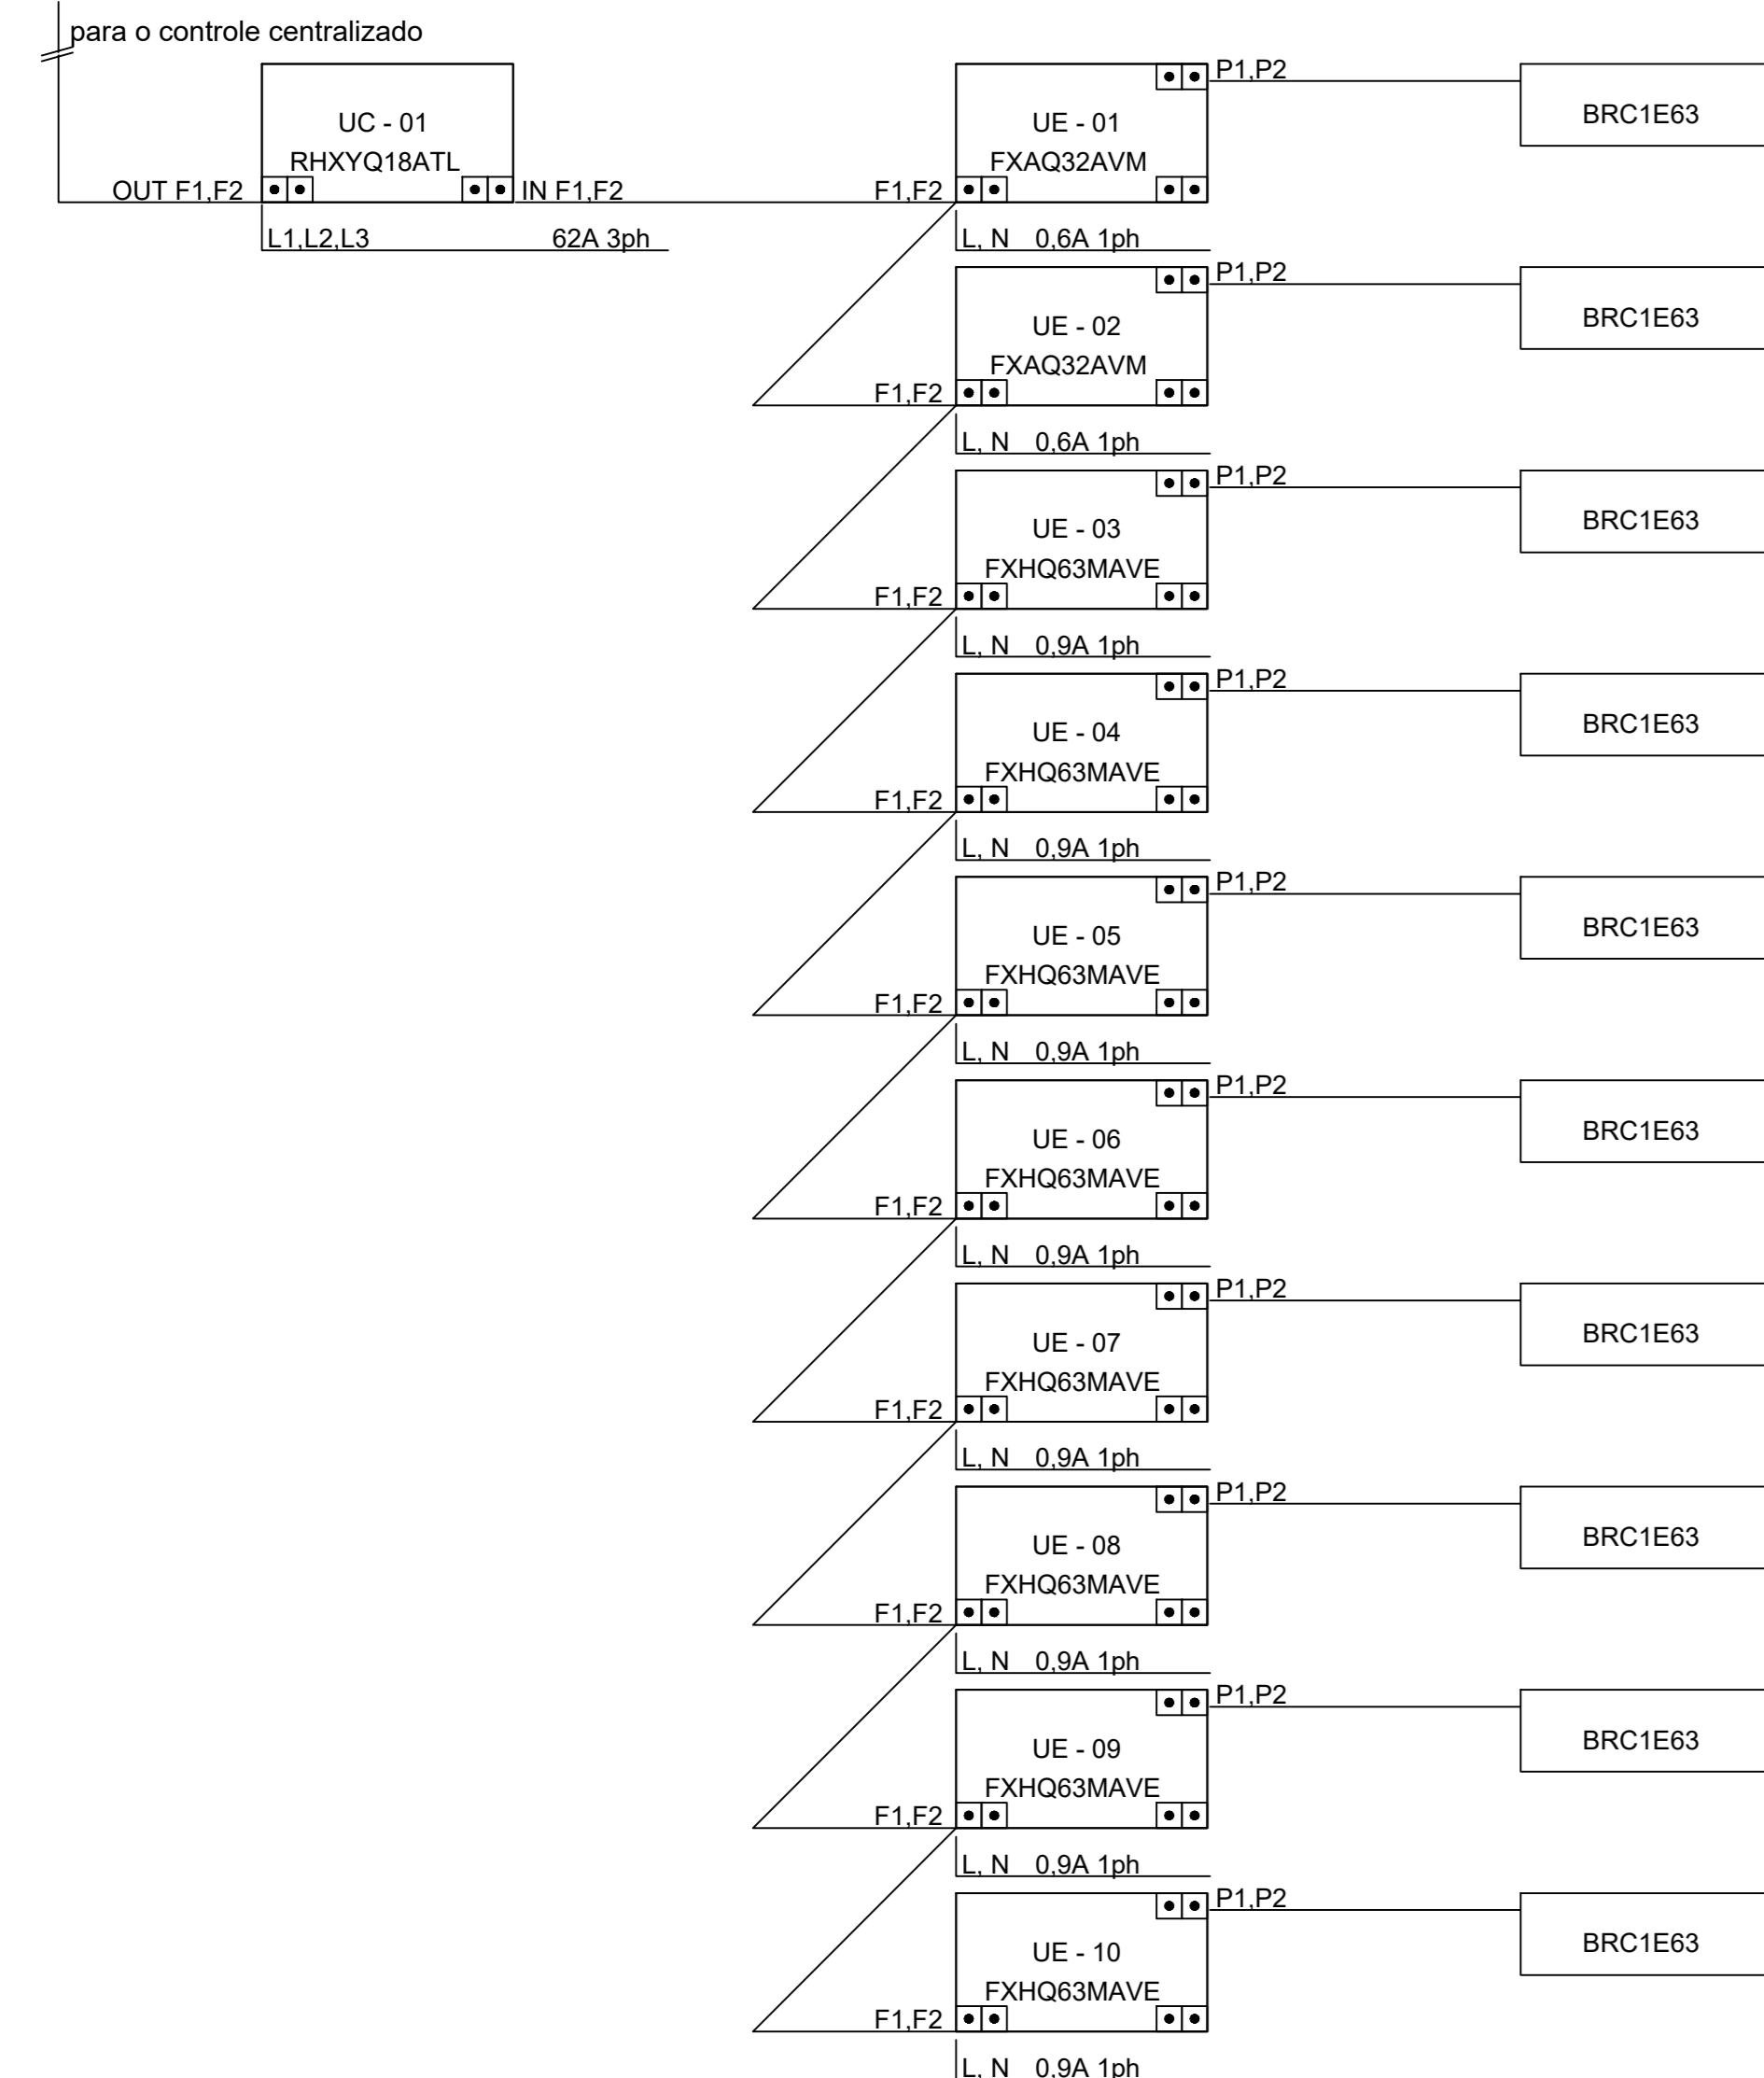 para o controle centralizado
UC - 01
RHXYQ18ATL
OUT F1,F2
IN F1,F2
L1,L2,L3 62A 3ph
P1,P2
BRC1E63
UE - 01
FXAQ32AVM
F1,F2
L, N 0,6A 1ph
P1,P2
BRC1E63
UE - 02
FXAQ32AVM
F1,F2
L, N 0,6A 1ph
P1,P2
BRC1E63
UE - 03
FXHQ63MAVE
F1,F2
L, N 0,9A 1ph
P1,P2
BRC1E63
UE - 04
FXHQ63MAVE
F1,F2
L, N 0,9A 1ph
P1,P2
BRC1E63
UE - 05
FXHQ63MAVE
F1,F2
L, N 0,9A 1ph
P1,P2
BRC1E63
UE - 06
FXHQ63MAVE
F1,F2
L, N 0,9A 1ph
P1,P2
BRC1E63
UE - 07
FXHQ63MAVE
F1,F2
L, N 0,9A 1ph
P1,P2
BRC1E63
UE - 08
FXHQ63MAVE
F1,F2
L, N 0,9A 1ph
P1,P2
BRC1E63
UE - 09
FXHQ63MAVE
F1,F2
L, N 0,9A 1ph
P1,P2
BRC1E63
UE - 10
FXHQ63MAVE
F1,F2
L, N 0,9A 1ph